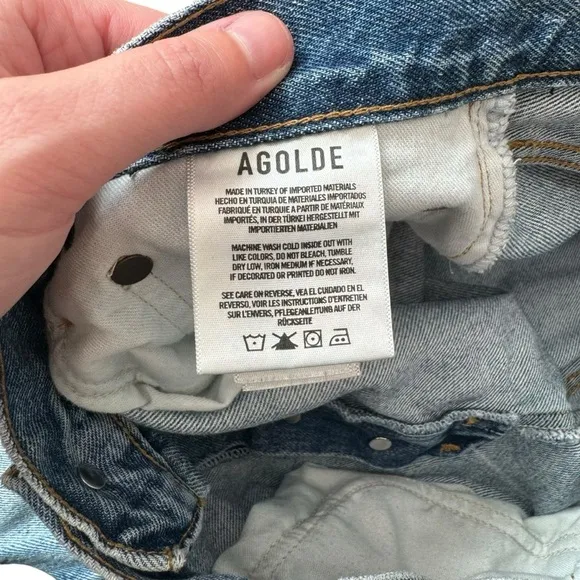 AGOLDE
MADE IN TURKEY OF IMPORTED MATERIALS
HECHO EN TURQUIA DE MATERIALES IMPORTADOS
FABRIQUÉ EN TURQUIE A PARTIR DE MATÉRIAUX
IMPORTÉS, IN DER TÜRKEI HERGESTELLT MIT
IMPORTIERTEN MATERIALIEN
MACHINE WASH COLD INSIDE OUT WITH
LIKE COLORS, DO NOT BLEACH, TUMBLE
DRY LOW, IRON MEDIUM IF NECESSARY,
IF DECORATED OR PRINTED DO NOT IRON.
SEE CARE ON REVERSE, VEA EL CUIDADO EN EL
REVERSO, VOIR LES INSTRUCTIONS D'ENTRETIEN
SUR L'ENVERS, PFLEGEANLEITUNG AUF DER
RÜCKSEITE